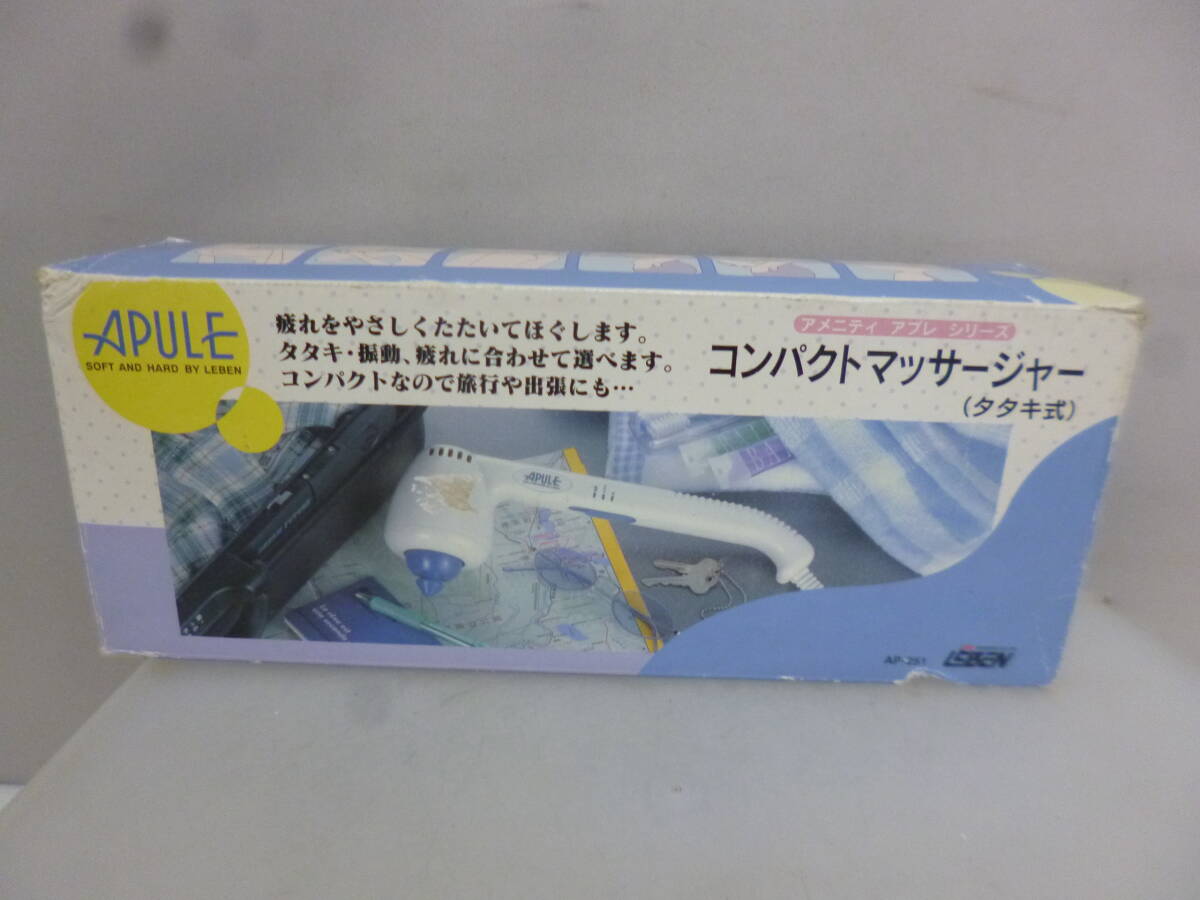 APULE
SOFT AND HARD BY LEBEN
疲れをやさしくたたいてほぐします。
タタキ・振動、疲れに合わせて選べます。
コンパクトなので旅行や出張にも…
アメニティ アプレ シリーズ
コンパクトマッサージャー
(タタキ式)
APULE
AP-251
LEBEN